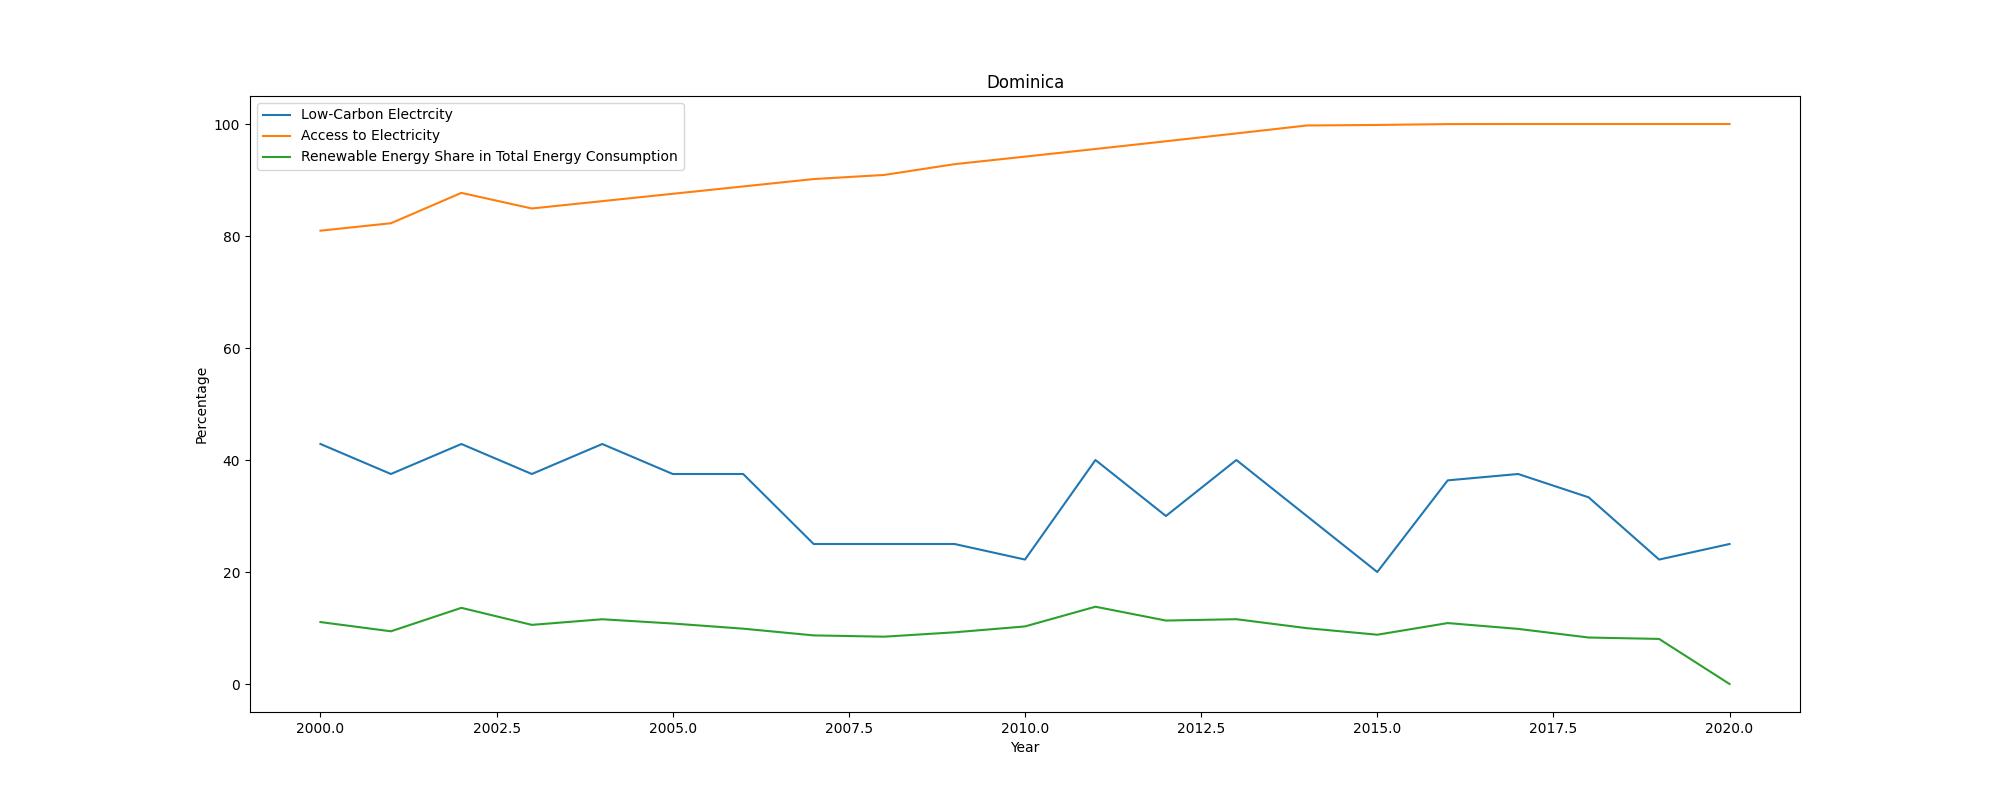 Dominica
Low-Carbon Electrcity
Access to Electricity
Renewable Energy Share in Total Energy Consumption
100
80
60
40
20
0
Percentage
2000.0 2002.5 2005.0 2007.5 2010.0 2012.5 2015.0 2017.5 2020.0
Year